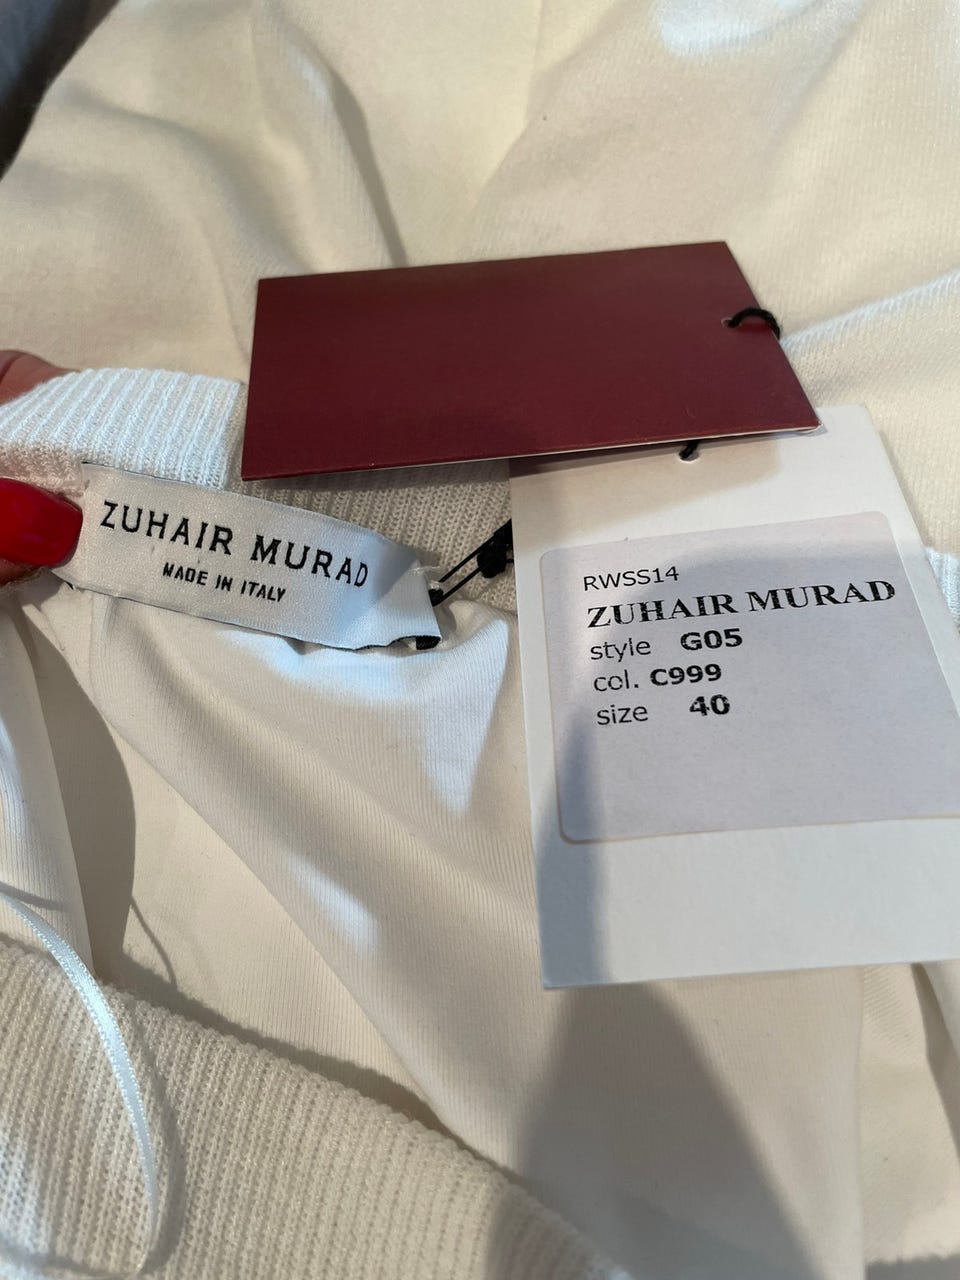 ZUHAIR MURAD
MADE IN ITALY
RWSS14
ZUHAIR MURAD
style G05
col. C999
size 40